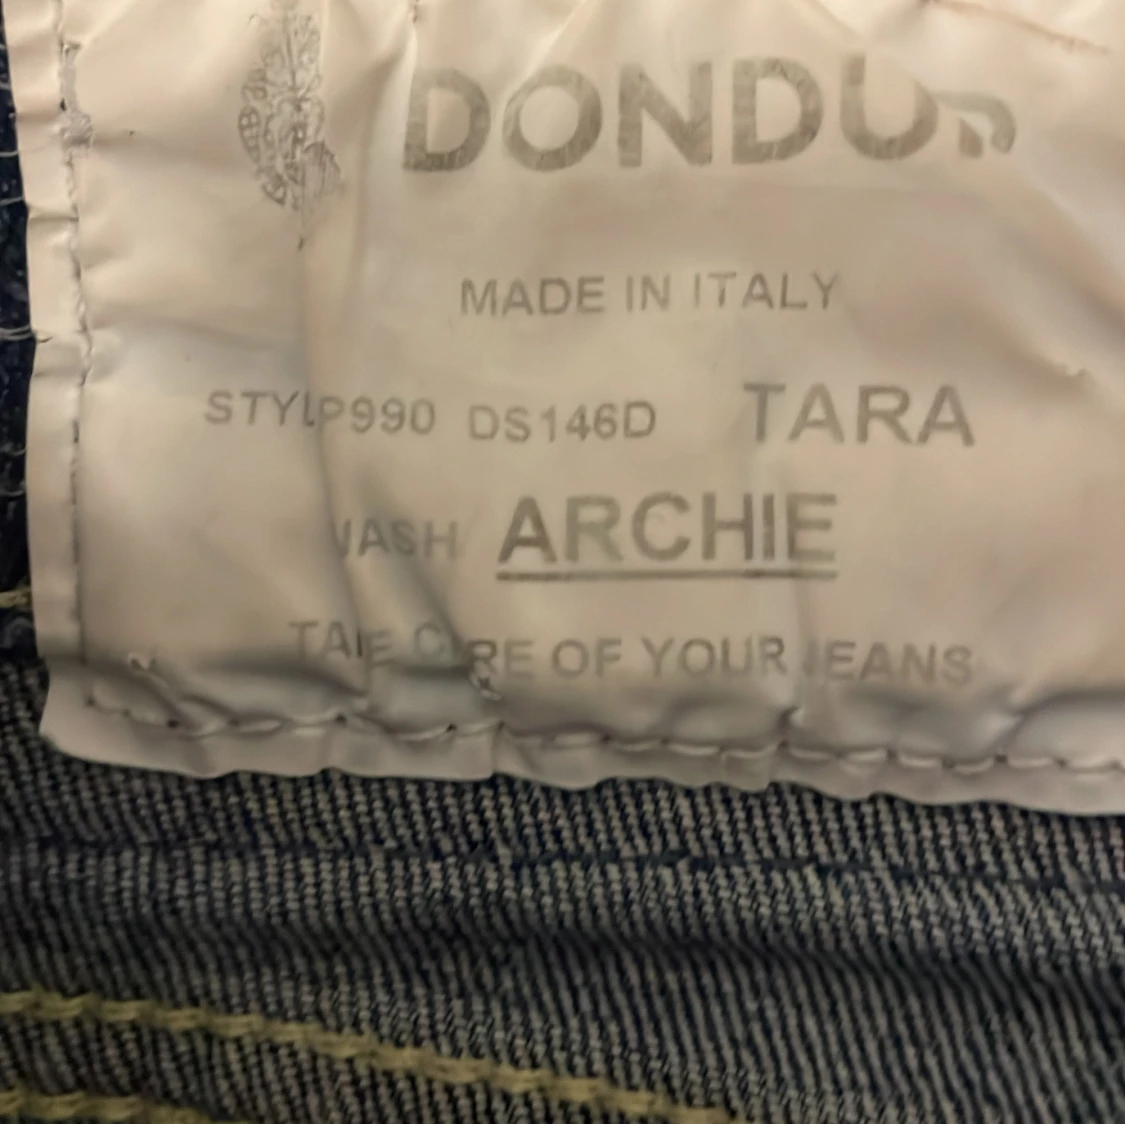 DONDUP
MADE IN ITALY
STYLP990 DS146D TARA
WASH ARCHIE
TAKE CARE OF YOUR JEANS